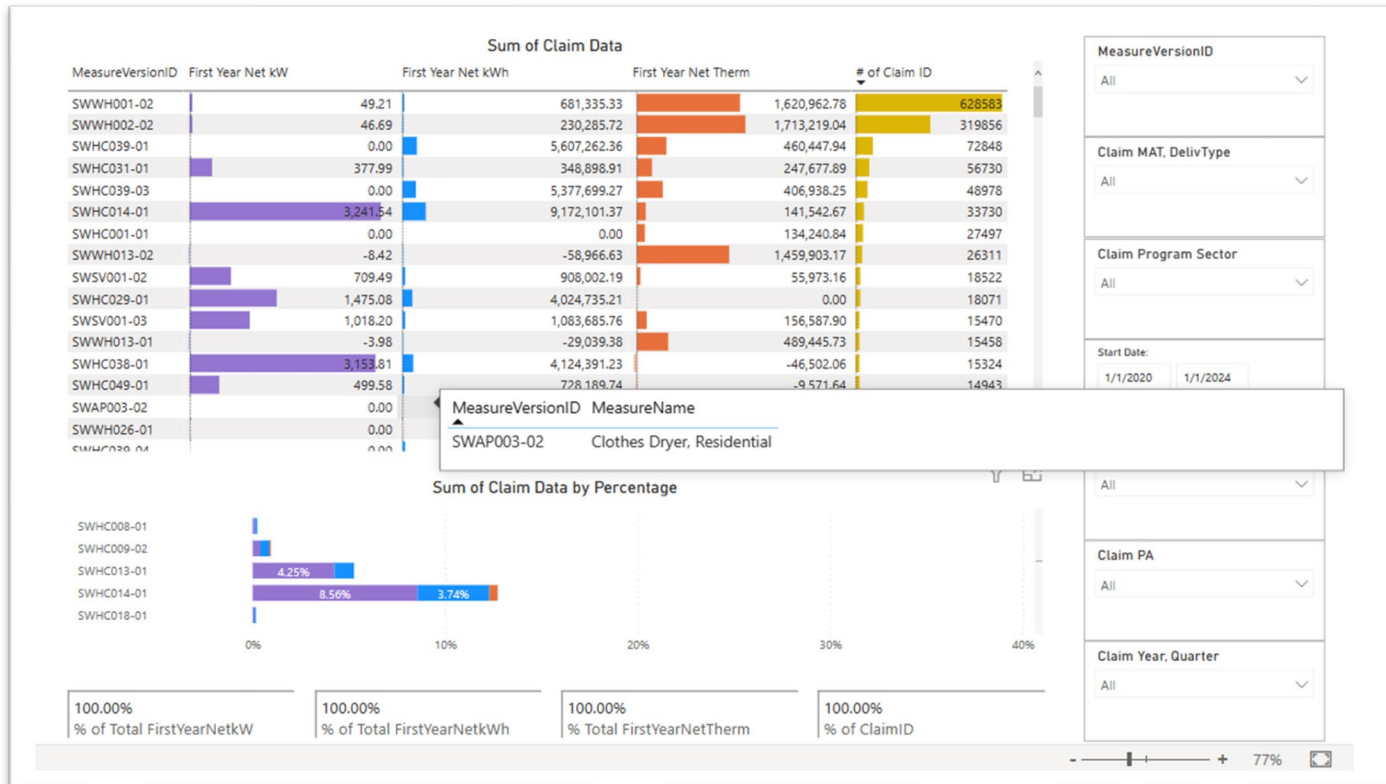 Sum of Claim Data
MeasureVersionID First Year Net kW First Year Net kWh First Year Net Therm # of Claim ID
SWWH001-02 49.21 681,335.33 1,620,962.78 628583
SWWH002-02 46.69 230,285.72 1,713,219.04 319856
SWHC039-01 0.00 5,607,262.36 460,447.94 72848
SWHC031-01 377.99 348,898.91 247,677.89 56730
SWHC039-03 0.00 5,377,699.27 406,938.25 48978
SWHC014-01 3,241.54 9,172,101.37 141,542.67 33730
SWHC001-01 0.00 0.00 134,240.84 27497
SWWH013-02 -8.42 -58,966.63 1,459,903.17 26311
SWSV001-02 709.49 908,002.19 55,973.16 18522
SWHC029-01 1,475.08 4,024,735.21 0.00 18071
SWSV001-03 1,018.20 1,083,685.76 156,587.90 15470
SWWH013-01 -3.98 -29,039.38 489,445.73 15458
SWHC038-01 3,153.81 4,124,391.23 -46,502.06 15324
SWHC049-01 499.58 728,189.74 -9,571.64 14943
SWAP003-02 0.00
SWWH026-01 0.00
SWHC039-04 0.00
MeasureVersionID MeasureName
SWAP003-02 Clothes Dryer, Residential
Sum of Claim Data by Percentage
SWHC008-01
SWHC009-02
SWHC013-01 4.25%
SWHC014-01 8.56% 3.74%
SWHC018-01
0% 10% 20% 30% 40%
100.00%
% of Total FirstYearNetkW
100.00%
% of Total FirstYearNetkWh
100.00%
% Total FirstYearNetTherm
100.00%
% of ClaimID
MeasureVersionID
All
Claim MAT, DelivType
All
Claim Program Sector
All
Start Date:
1/1/2020 1/1/2024
All
Claim PA
All
Claim Year, Quarter
All
- + 77%